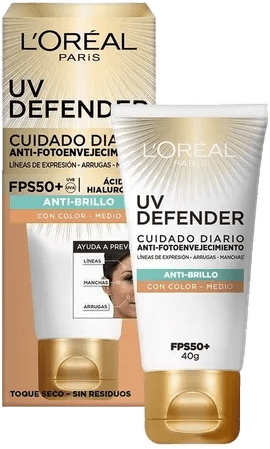 L'ORÉAL
PARIS
UV
DEFENDER
CUIDADO DIARIO
ANTI-FOTOENVEJECIMIENTO
LÍNEAS DE EXPRESIÓN - ARRUGAS -
FPS50+ UVB UVA
ANTI-BRILLO
CON COLOR - MEDIO
AYUDA A
LÍNEAS
MANCHAS
ARRUGAS
TOQUE SECO – SIN RESIDUOS
L'ORÉAL
PARIS
UV
DEFENDER
CUIDADO DIARIO
ANTI-FOTOENVEJECIMIENTO
LÍNEAS DE EXPRESIÓN - ARRUGAS - MANCHAS
ANTI-BRILLO
CON COLOR - MEDIO
FPS50+
40g